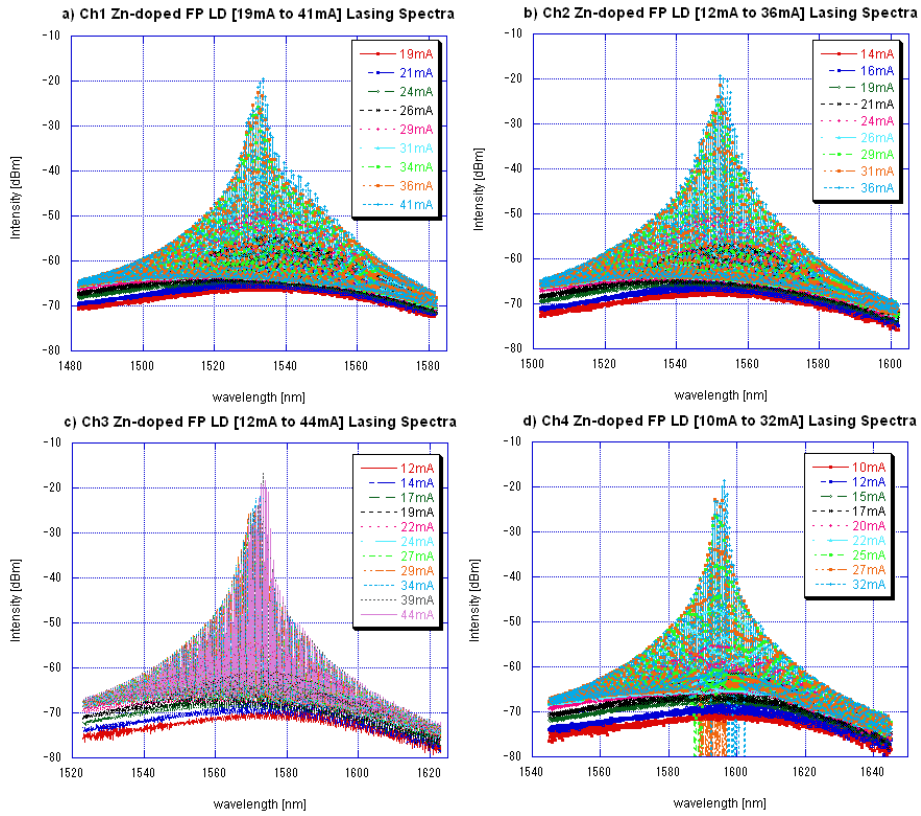 a) Ch1 Zn-doped FP LD [19mA to 41mA] Lasing Spectra
-10
-20
-30
-40
-50
-60
-70
-80
Intensity [dBm]
19mA
21mA
24mA
26mA
29mA
31mA
34mA
36mA
41mA
1480 1500 1520 1540 1560 1580
wavelength [nm]
b) Ch2 Zn-doped FP LD [12mA to 36mA] Lasing Spectra
-10
-20
-30
-40
-50
-60
-70
-80
Intensity [dBm]
14mA
16mA
19mA
21mA
24mA
26mA
29mA
31mA
36mA
1500 1520 1540 1560 1580 1600
wavelength [nm]
c) Ch3 Zn-doped FP LD [12mA to 44mA] Lasing Spectra
-10
-20
-30
-40
-50
-60
-70
-80
Intensity [dBm]
12mA
14mA
17mA
19mA
22mA
24mA
27mA
29mA
34mA
39mA
44mA
1520 1540 1560 1580 1600 1620
wavelength [nm]
d) Ch4 Zn-doped FP LD [10mA to 32mA] Lasing Spectra
-10
-20
-30
-40
-50
-60
-70
-80
Intensity [dBm]
10mA
12mA
15mA
17mA
20mA
22mA
25mA
27mA
32mA
1540 1560 1580 1600 1620 1640
wavelength [nm]